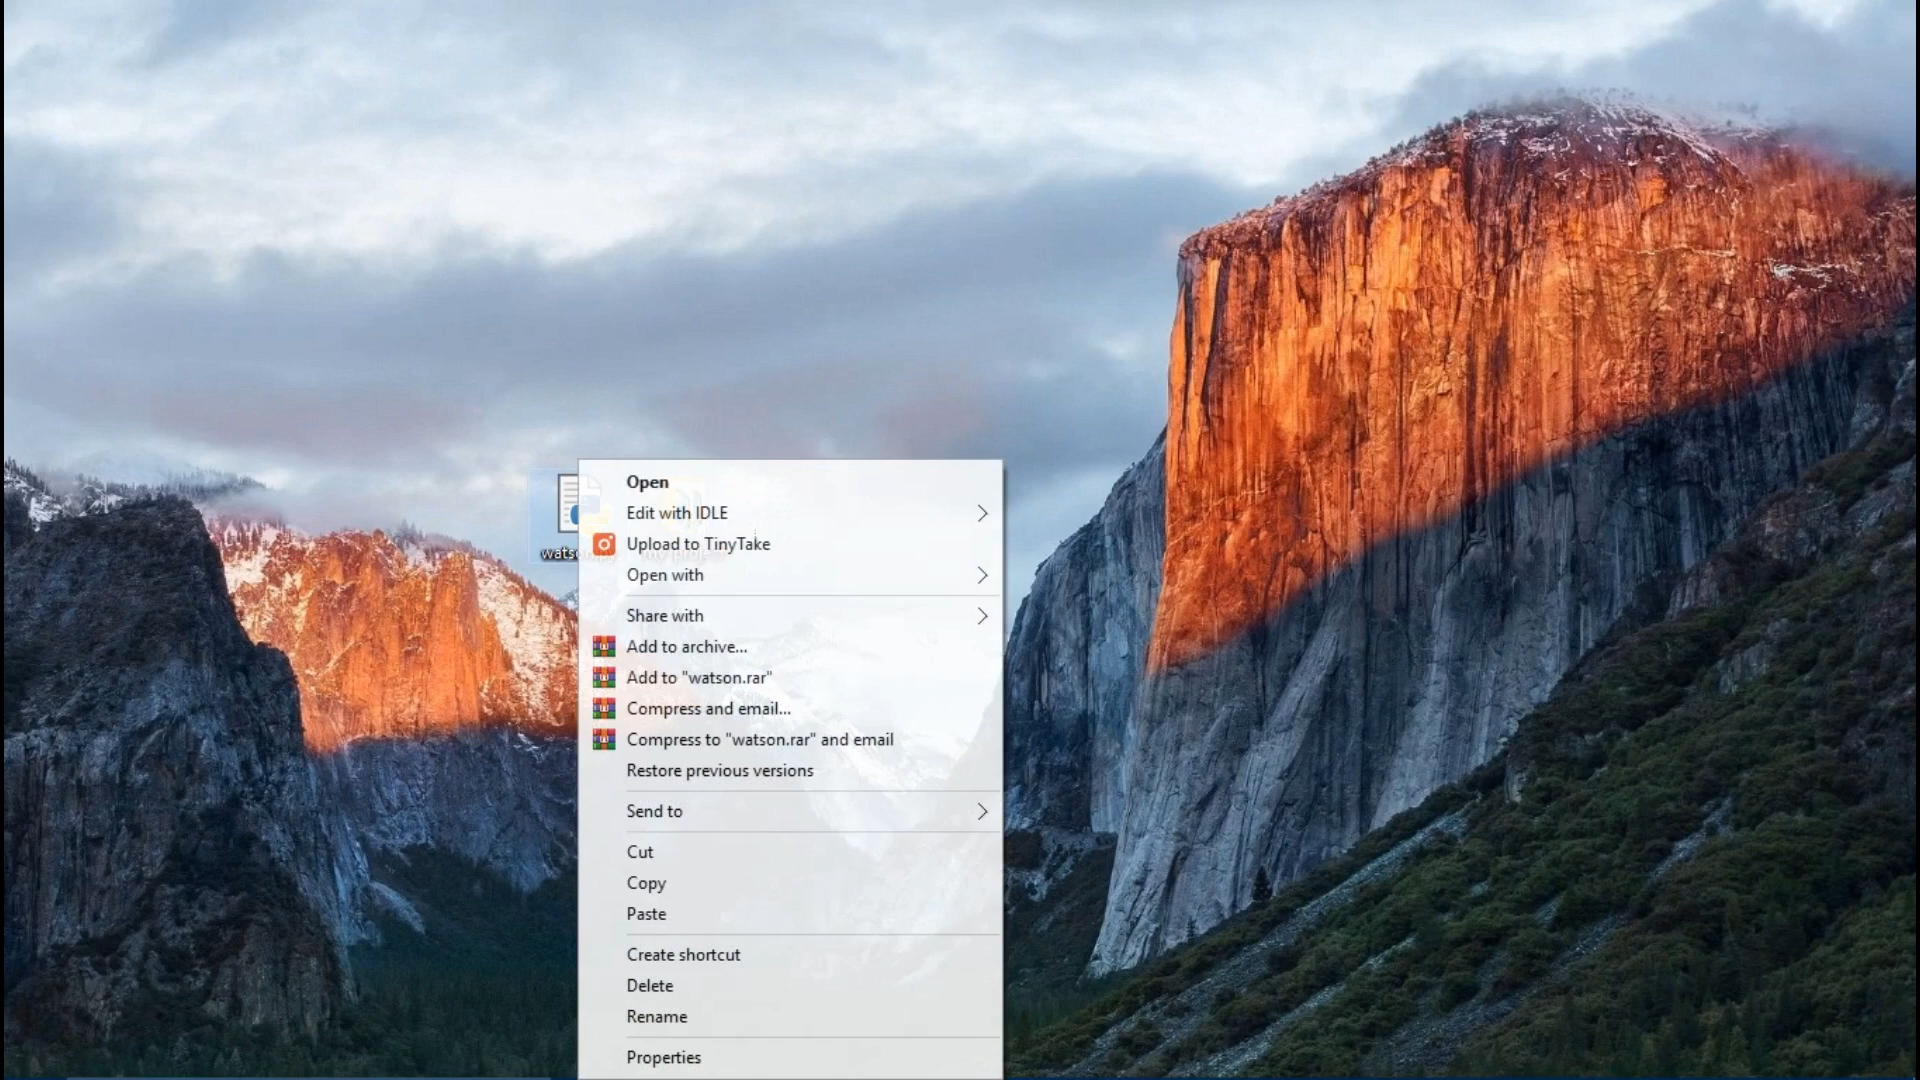 Open
Edit with IDLE
Upload to TinyTake
Open with
Share with
Add to archive...
Add to "watson.rar"
Compress and email...
Compress to "watson.rar" and email
Restore previous versions
Send to
Cut
Copy
Paste
Create shortcut
Delete
Rename
Properties